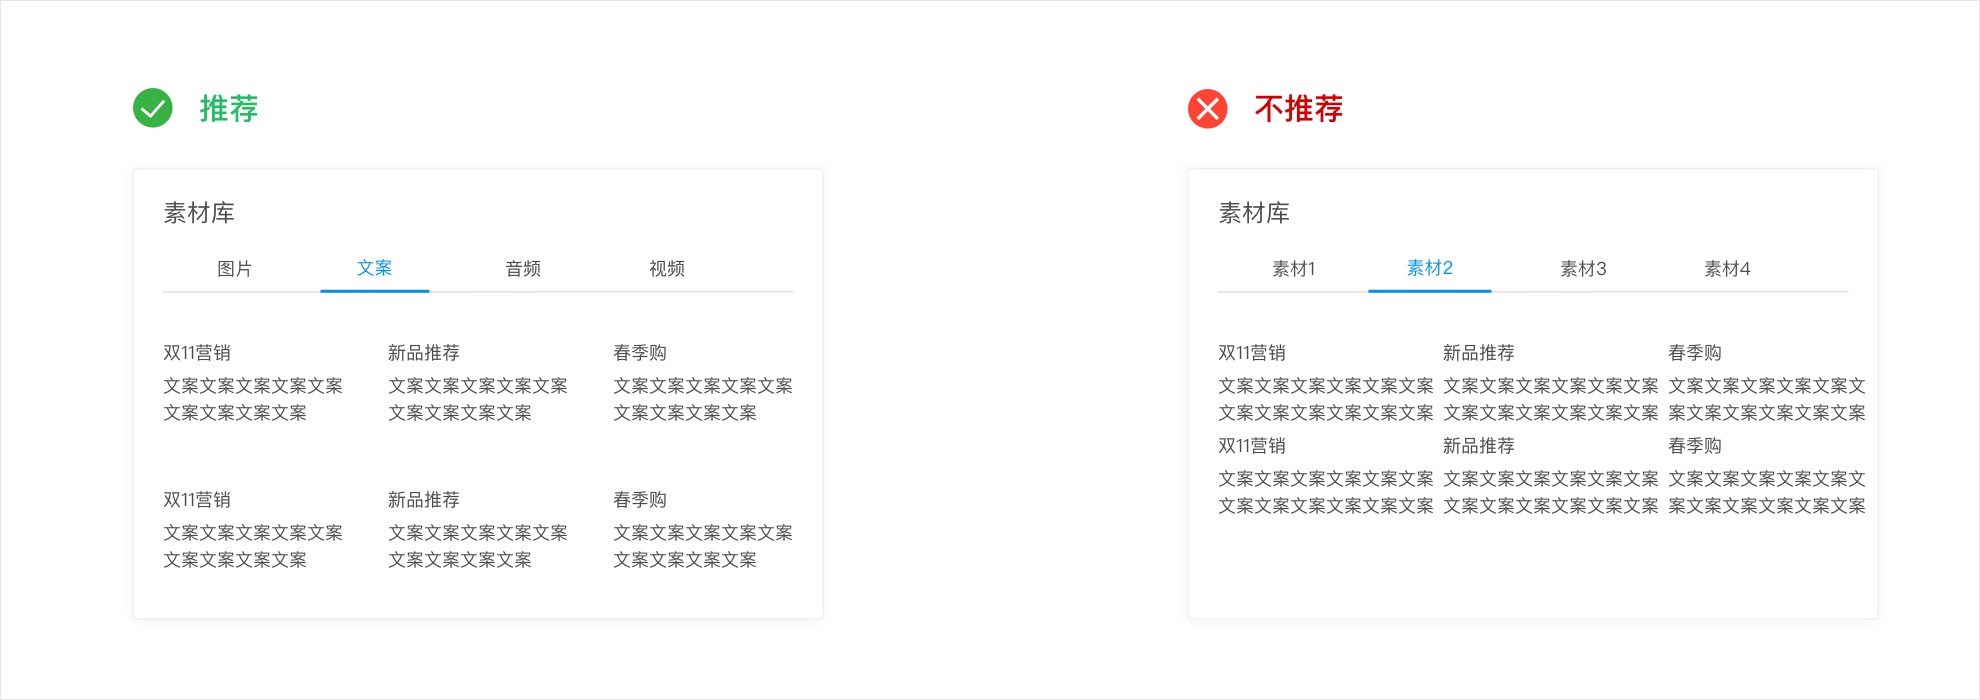 推荐
素材库
图片 文案 音频 视频
双11营销 新品推荐 春季购
文案文案文案文案文案 文案文案文案文案文案 文案文案文案文案文案
文案文案文案文案 文案文案文案文案 文案文案文案文案
双11营销 新品推荐 春季购
文案文案文案文案文案 文案文案文案文案文案 文案文案文案文案文案
文案文案文案文案 文案文案文案文案 文案文案文案文案
不推荐
素材库
素材1 素材2 素材3 素材4
双11营销 新品推荐 春季购
文案文案文案文案文案文案 文案文案文案文案文案文案 文案文案文案文案文案文
文案文案文案文案文案文案 文案文案文案文案文案文案 案文案文案文案文案文案
双11营销 新品推荐 春季购
文案文案文案文案文案文案 文案文案文案文案文案文案 文案文案文案文案文案文
文案文案文案文案文案文案 文案文案文案文案文案文案 案文案文案文案文案文案